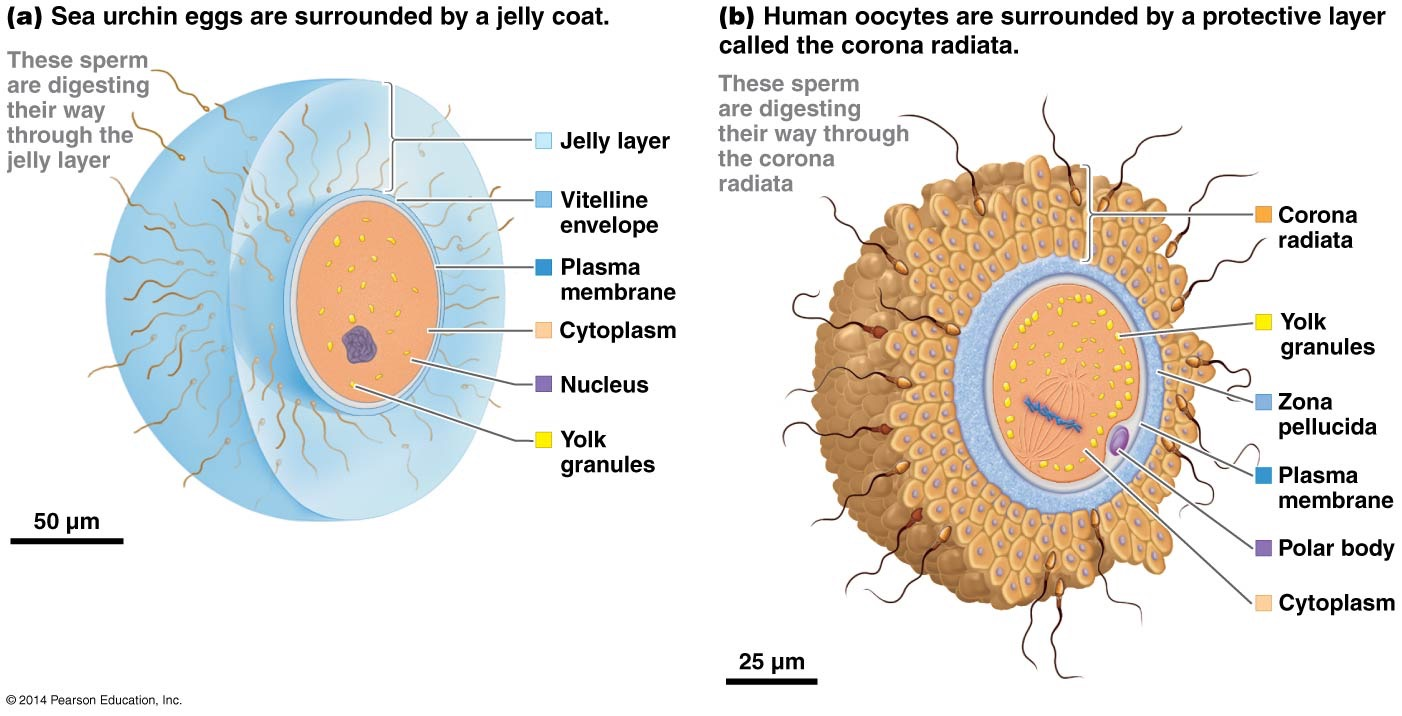 (a) Sea urchin eggs are surrounded by a jelly coat.
These sperm
are digesting
their way
through the
jelly layer
Jelly layer
Vitelline
envelope
Plasma
membrane
Cytoplasm
Nucleus
Yolk
granules
50 µm
(b) Human oocytes are surrounded by a protective layer
called the corona radiata.
These sperm
are digesting
their way through
the corona
radiata
Corona
radiata
Yolk
granules
Zona
pellucida
Plasma
membrane
Polar body
Cytoplasm
25 µm
© 2014 Pearson Education, Inc.